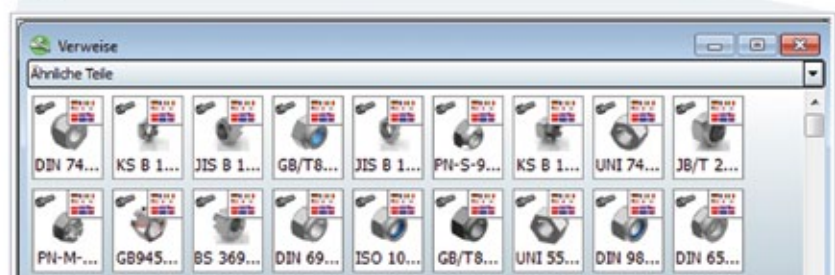 Verweise
Ähnliche Teile
DIN 74... KS B 1... JIS B 1... GB/T8... JIS B 1... PN-S-9... KS B 1... UNI 74... JB/T 2...
PN-M-... GB945... BS 369... DIN 69... ISO 10... GB/T8... UNI 55... DIN 98... DIN 65...